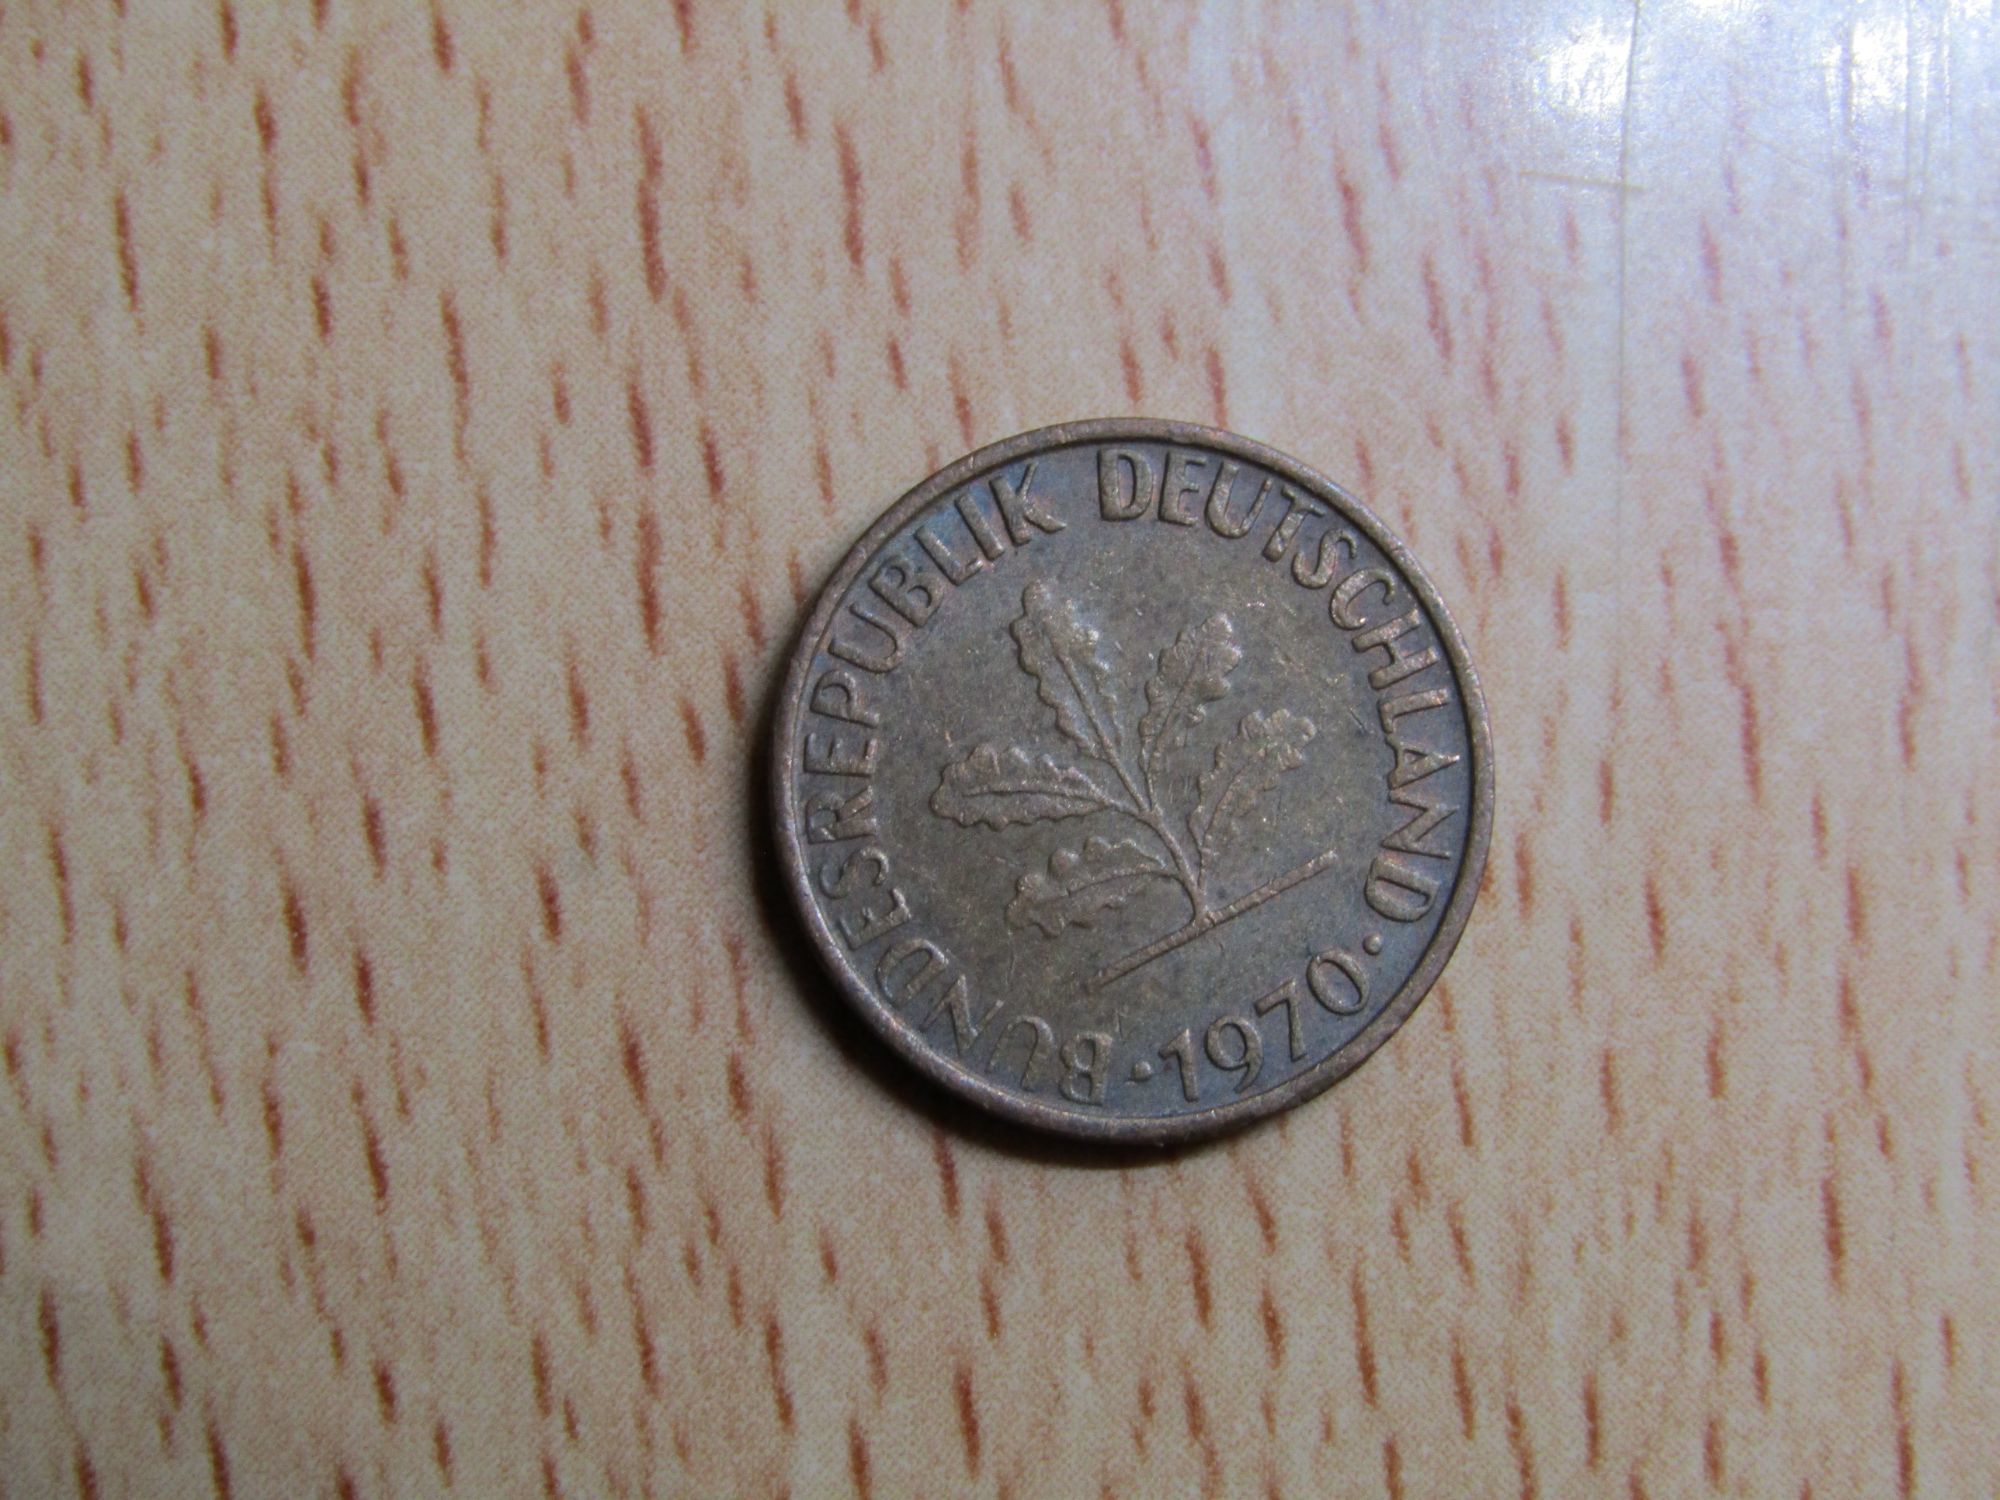 BUNDESREPUBLIK DEUTSCHLAND
· 1970 ·